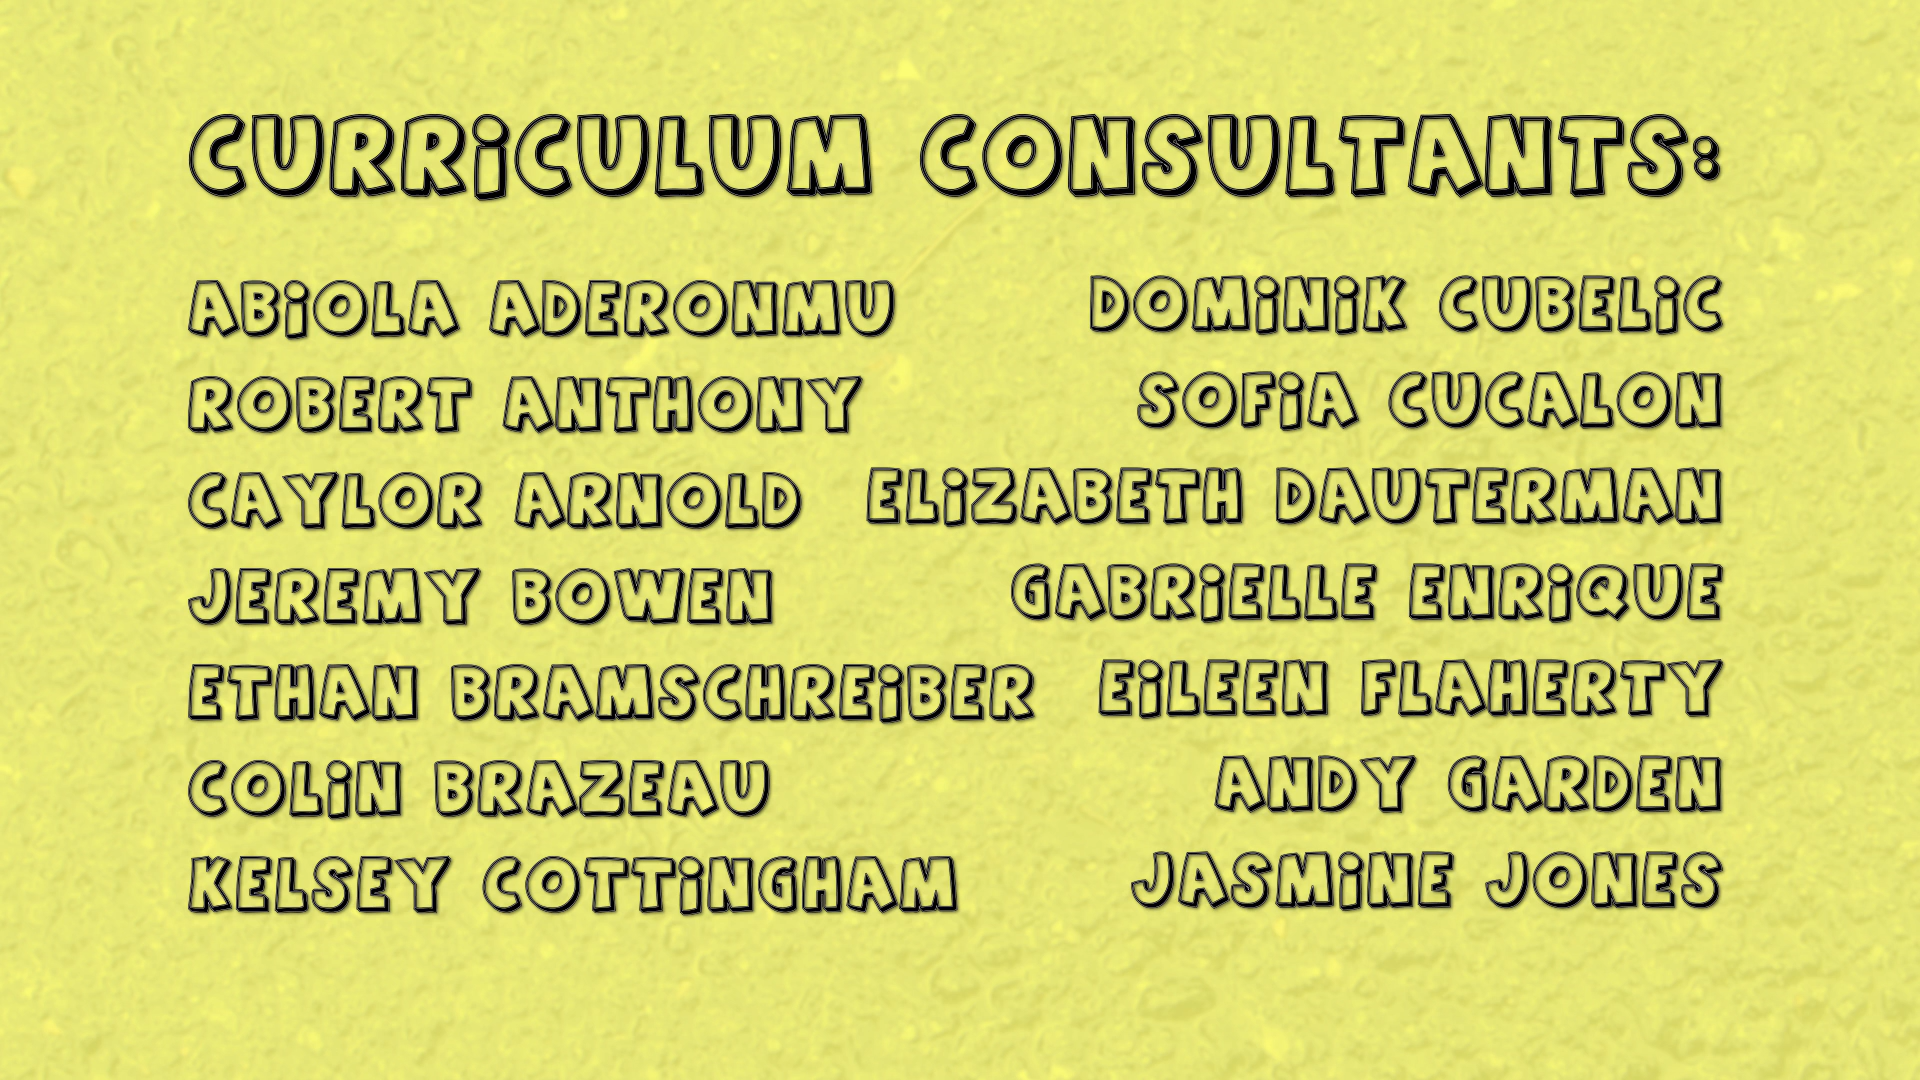 CURRiCULUM CONSULTANTS:
ABiOLA ADERONMU
ROBERT ANTHONY
CAYLOR ARNOLD
JEREMY BOWEN
ETHAN BRAMSCHREiBER
COLiN BRAZEAU
KELSEY COTTiNGHAM
DOMiNiK CUBELiC
SOFiA CUCALON
ELiZABETH DAUTERMAN
GABRiELLE ENRiQUE
EiLEEN FLAHERTY
ANDY GARDEN
JASMiNE JONES